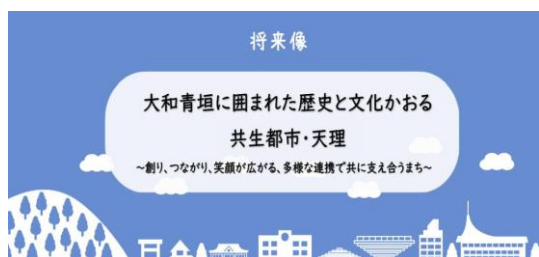 将来像
大和青垣に囲まれた歴史と文化かおる
共生都市・天理
~創り、つながり、笑顔が広がる、多様な連携で共に支え合うまち~